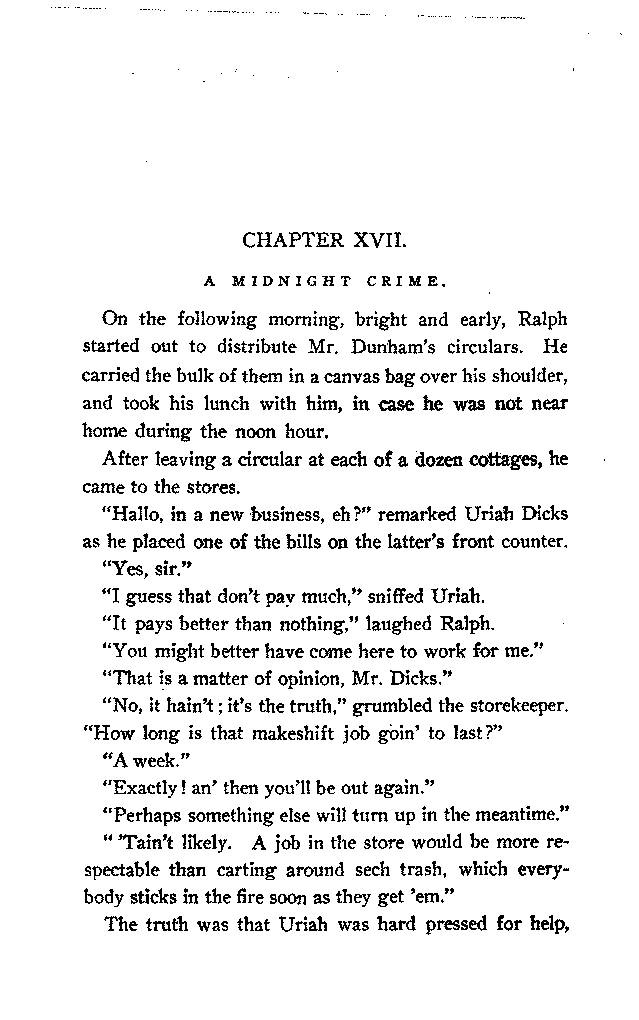 CHAPTER XVII.
A MIDNIGHT CRIME.
On the following morning, bright and early, Ralph
started out to distribute Mr. Dunham's circulars. He
carried the bulk of them in a canvas bag over his shoulder,
and took his lunch with him, in case he was not near
home during the noon hour.
After leaving a circular at each of a dozen cottages, he
came to the stores.
"Hallo, in a new business, eh?" remarked Uriah Dicks
as he placed one of the bills on the latter's front counter.
"Yes, sir."
"I guess that don't pay much," sniffed Uriah.
"It pays better than nothing," laughed Ralph.
"You might better have come here to work for me."
"That is a matter of opinion, Mr. Dicks."
"No, it hain't; it's the truth," grumbled the storekeeper.
"How long is that makeshift job goin' to last?"
"A week."
"Exactly! an' then you'll be out again."
"Perhaps something else will turn up in the meantime."
"'Tain't likely. A job in the store would be more re-
spectable than carting around sech trash, which every-
body sticks in the fire soon as they get 'em."
The truth was that Uriah was hard pressed for help,